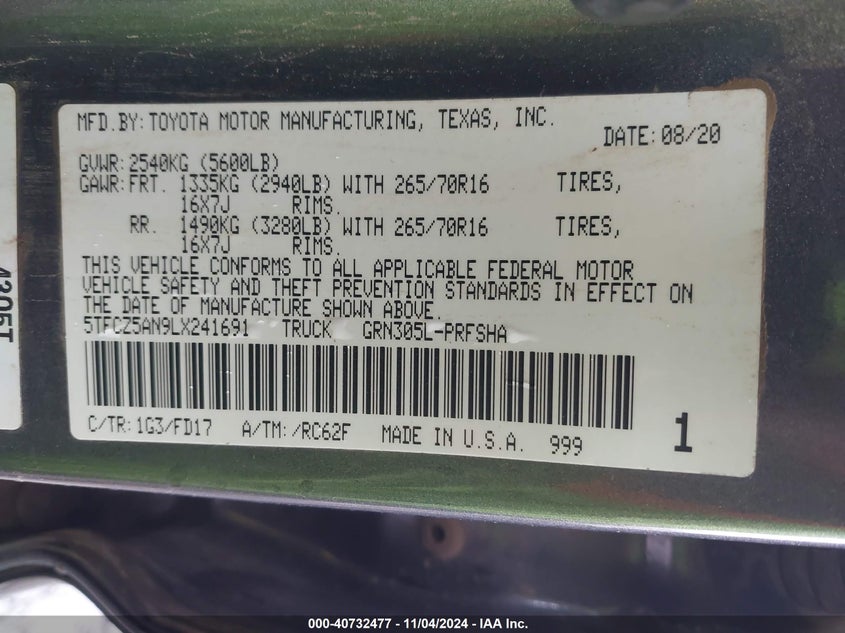 MFD.BY: TOYOTA MOTOR MANUFACTURING, TEXAS, INC.
DATE: 08/20
GVWR: 2540KG (5600LB)
GAWR: FRT. 1335KG (2940LB) WITH 265/70R16 TIRES,
16X7J RIMS.
RR. 1490KG (3280LB) WITH 265/70R16 TIRES,
16X7J RIMS.
THIS VEHICLE CONFORMS TO ALL APPLICABLE FEDERAL MOTOR
VEHICLE SAFETY AND THEFT PREVENTION STANDARDS IN EFFECT ON
THE DATE OF MANUFACTURE SHOWN ABOVE.
5TFCZ5AN9LX241691 TRUCK GRN305L-PRFSHA
C/TR: 1G3/FD17 A/TM: /RC62F MADE IN U.S.A. 999
1
4305T
000-40732477 - 11/04/2024 - IAA Inc.